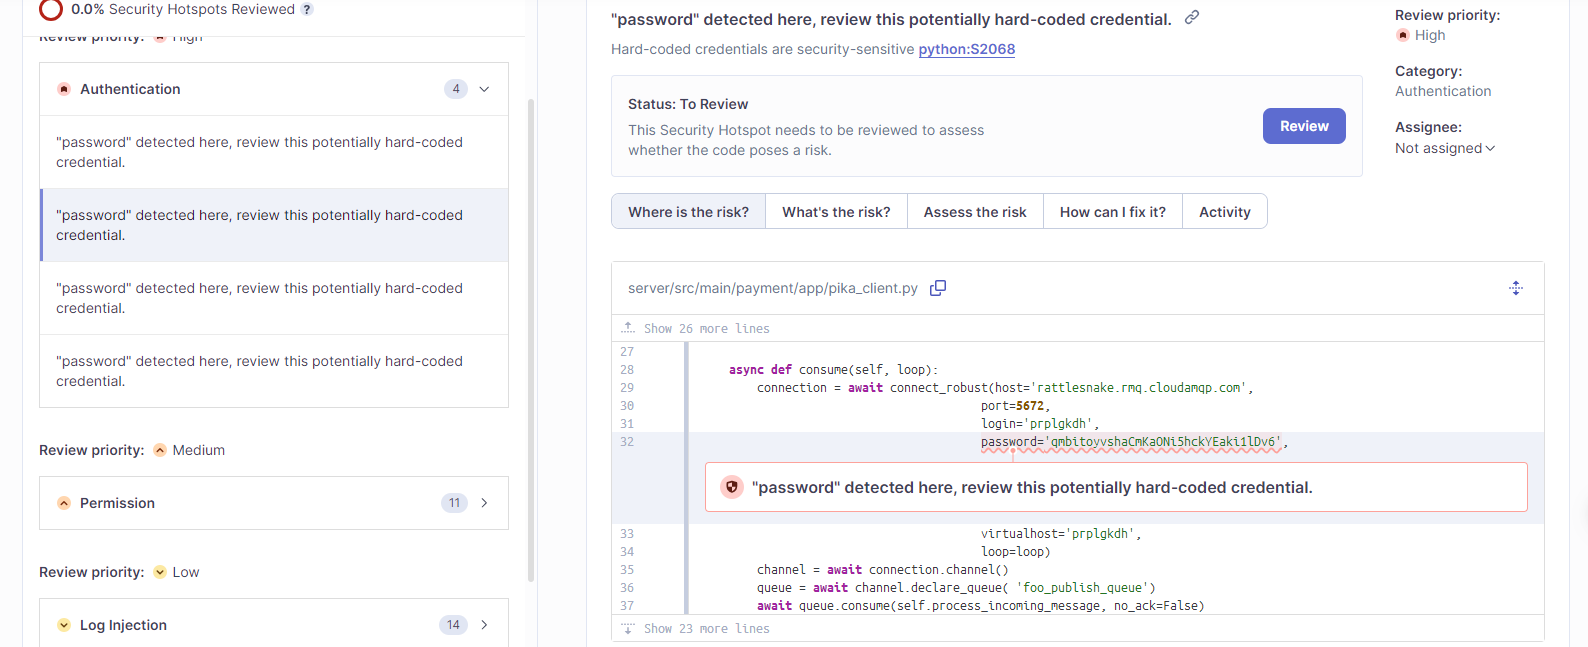 0.0% Security Hotspots Reviewed ?
Review priority: High
Authentication 4
"password" detected here, review this potentially hard-coded
credential.
"password" detected here, review this potentially hard-coded
credential.
"password" detected here, review this potentially hard-coded
credential.
"password" detected here, review this potentially hard-coded
credential.
Review priority: Medium
Permission 11
Review priority: Low
Log Injection 14
"password" detected here, review this potentially hard-coded credential.
Hard-coded credentials are security-sensitive python:S2068
Status: To Review
This Security Hotspot needs to be reviewed to assess
whether the code poses a risk.
Review
Review priority:
High
Category:
Authentication
Assignee:
Not assigned
Where is the risk?
What's the risk?
Assess the risk
How can I fix it?
Activity
server/src/main/payment/app/pika_client.py
Show 26 more lines
27
28 async def consume(self, loop):
29 connection = await connect_robust(host='rattlesnake.rmq.cloudamqp.com',
30 port=5672,
31 login='prplgkdh',
32 password='qmbitoyvshaCmKaONi5hckYEaki1lDv6',
"password" detected here, review this potentially hard-coded credential.
33 virtualhost='prplgkdh',
34 loop=loop)
35 channel = await connection.channel()
36 queue = await channel.declare_queue( 'foo_publish_queue')
37 await queue.consume(self.process_incoming_message, no_ack=False)
Show 23 more lines